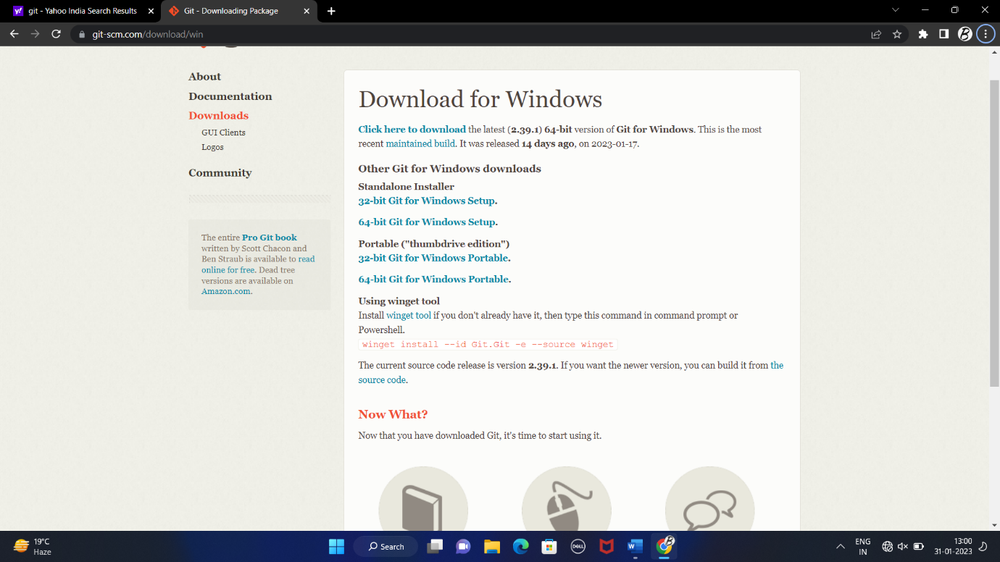 git - Yahoo India Search Results
Git - Downloading Package
git-scm.com/download/win
About
Documentation
Downloads
GUI Clients
Logos
Community
The entire Pro Git book
written by Scott Chacon and
Ben Straub is available to read
online for free. Dead tree
versions are available on
Amazon.com.
Download for Windows
Click here to download the latest (2.39.1) 64-bit version of Git for Windows. This is the most
recent maintained build. It was released 14 days ago, on 2023-01-17.
Other Git for Windows downloads
Standalone Installer
32-bit Git for Windows Setup.
64-bit Git for Windows Setup.
Portable ("thumbdrive edition")
32-bit Git for Windows Portable.
64-bit Git for Windows Portable.
Using winget tool
Install winget tool if you don't already have it, then type this command in command prompt or
Powershell.
winget install --id Git.Git -e --source winget
The current source code release is version 2.39.1. If you want the newer version, you can build it from the
source code.
Now What?
Now that you have downloaded Git, it's time to start using it.
19°C
Haze
Search
DELL
ENG
IN
13:00
31-01-2023